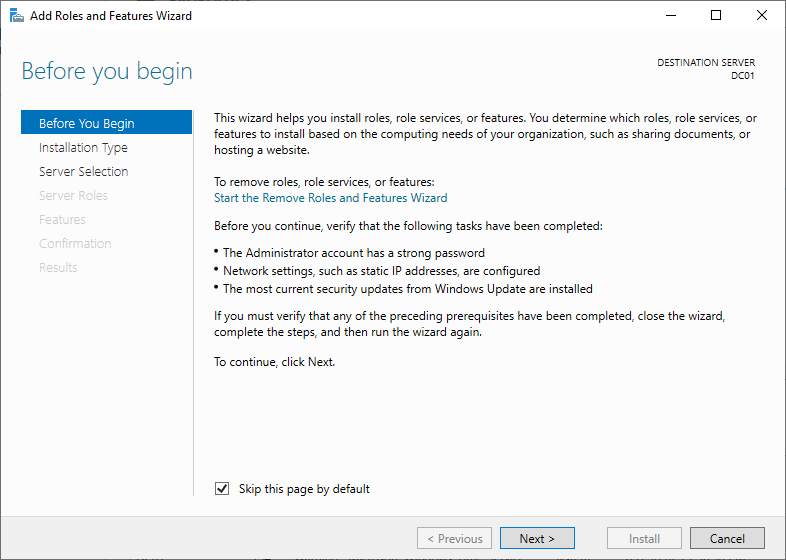 Add Roles and Features Wizard
Before you begin
DESTINATION SERVER
DC01
Before You Begin
Installation Type
Server Selection
Server Roles
Features
Confirmation
Results
This wizard helps you install roles, role services, or features. You determine which roles, role services, or
features to install based on the computing needs of your organization, such as sharing documents, or
hosting a website.
To remove roles, role services, or features:
Start the Remove Roles and Features Wizard
Before you continue, verify that the following tasks have been completed:
• The Administrator account has a strong password
• Network settings, such as static IP addresses, are configured
• The most current security updates from Windows Update are installed
If you must verify that any of the preceding prerequisites have been completed, close the wizard,
complete the steps, and then run the wizard again.
To continue, click Next.
Skip this page by default
< Previous
Next >
Install
Cancel